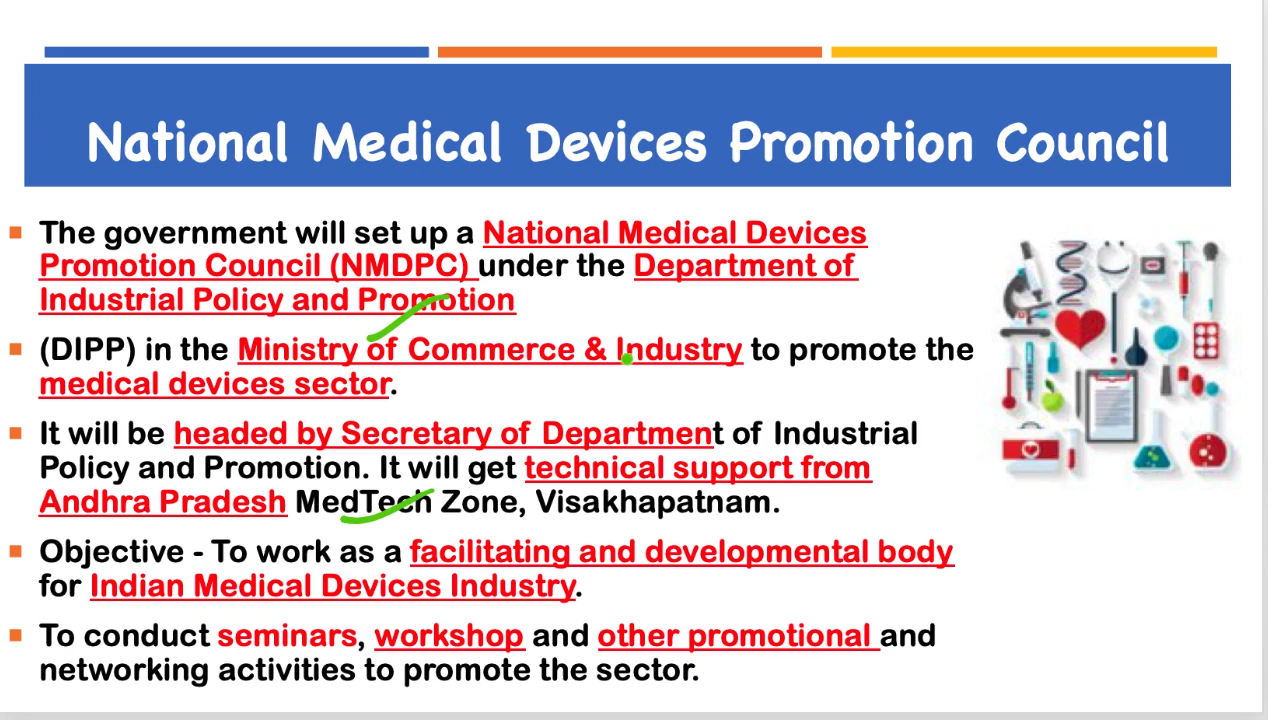 National Medical Devices Promotion Council
The government will set up a National Medical Devices
Promotion Council (NMDPC) under the Department of
Industrial Policy and Promotion
(DIPP) in the Ministry of Commerce & Industry to promote the
medical devices sector.
It will be headed by Secretary of Department of Industrial
Policy and Promotion. It will get technical support from
Andhra Pradesh MedTech Zone, Visakhapatnam.
Objective - To work as a facilitating and developmental body
for Indian Medical Devices Industry.
To conduct seminars, workshop and other promotional and
networking activities to promote the sector.